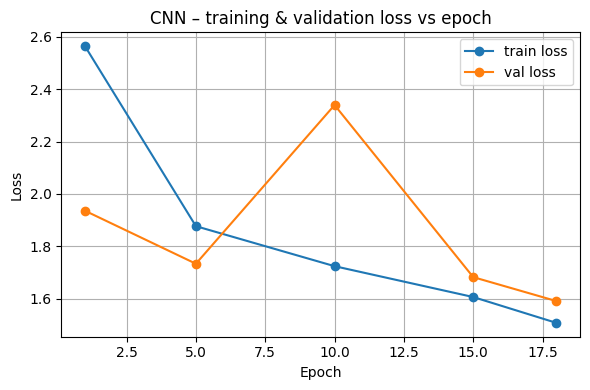 CNN – training & validation loss vs epoch
2.6
2.4
2.2
2.0
1.8
1.6
Loss
train loss
val loss
2.5 5.0 7.5 10.0 12.5 15.0 17.5
Epoch